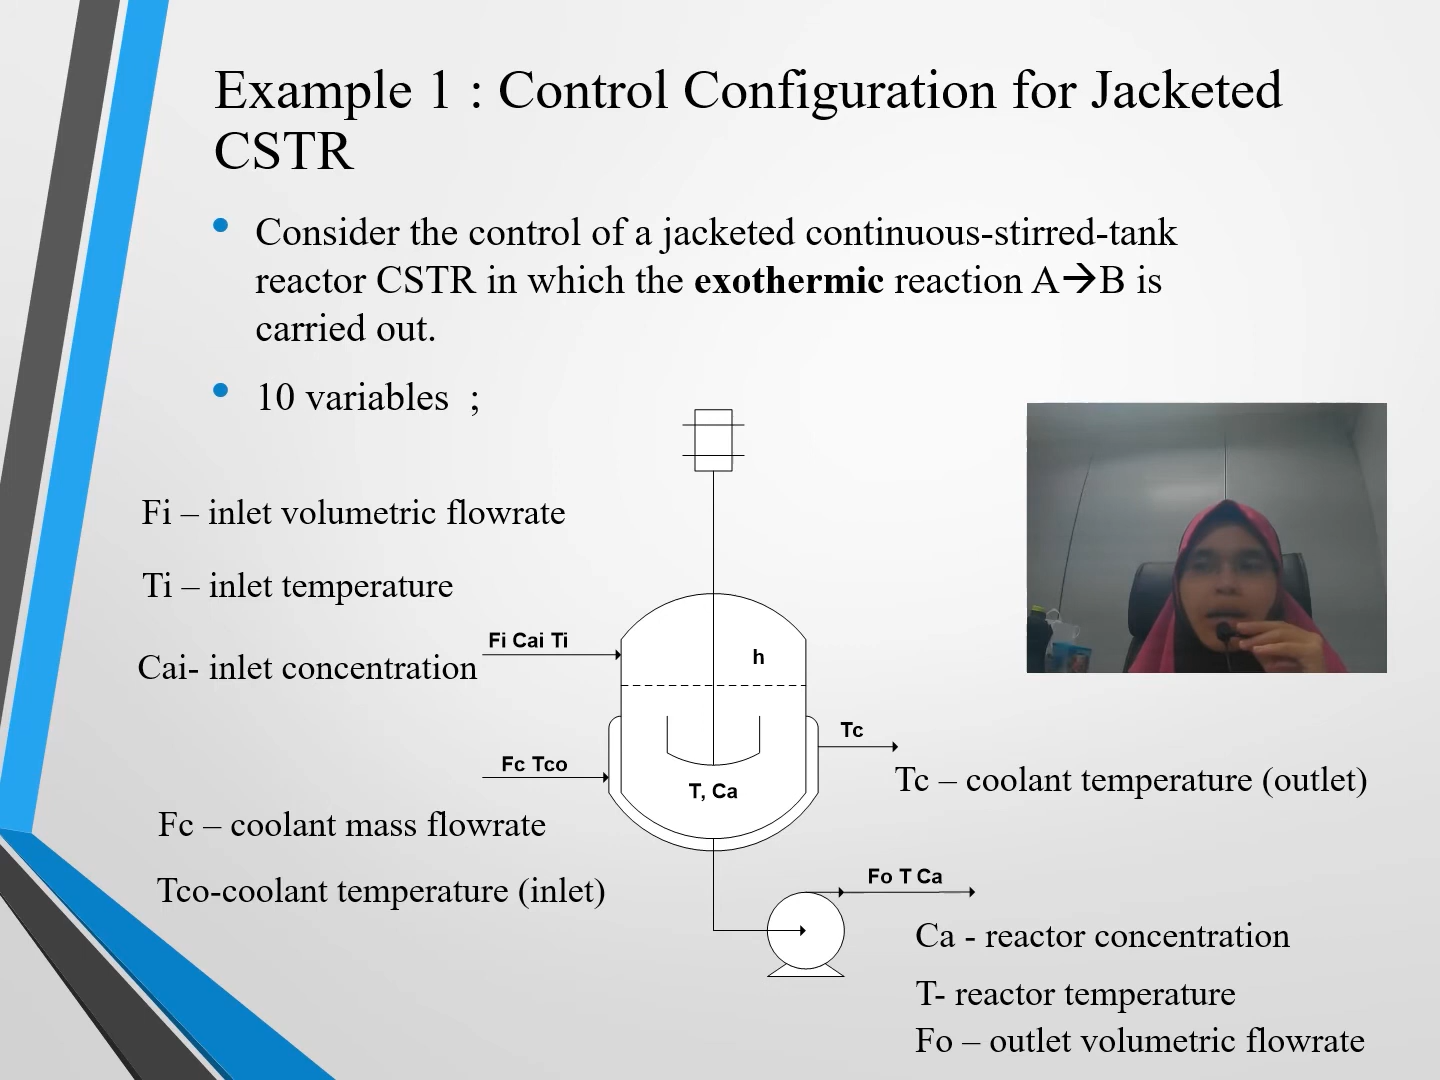 Example 1 : Control Configuration for Jacketed
CSTR
Consider the control of a jacketed continuous-stirred-tank
reactor CSTR in which the exothermic reaction A→B is
carried out.
10 variables ;
Fi – inlet volumetric flowrate
Ti – inlet temperature
Fi Cai Ti
h
Cai- inlet concentration
Tc
Fc Tco
Tc – coolant temperature (outlet)
T, Ca
Fc – coolant mass flowrate
Fo T Ca
Tco-coolant temperature (inlet)
Ca - reactor concentration
T- reactor temperature
Fo – outlet volumetric flowrate